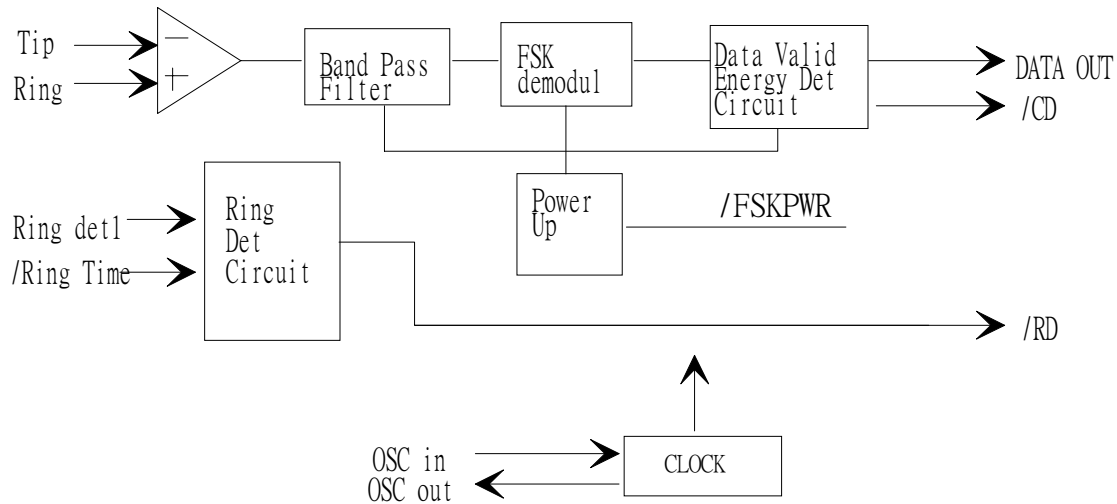 Tip
Ring
−
+
Band Pass
Filter
FSK
demodul
Data Valid
Energy Det
Circuit
DATA OUT
/CD
Power
Up
/FSKPWR
Ring det1
/Ring Time
Ring
Det
Circuit
/RD
OSC in
OSC out
CLOCK